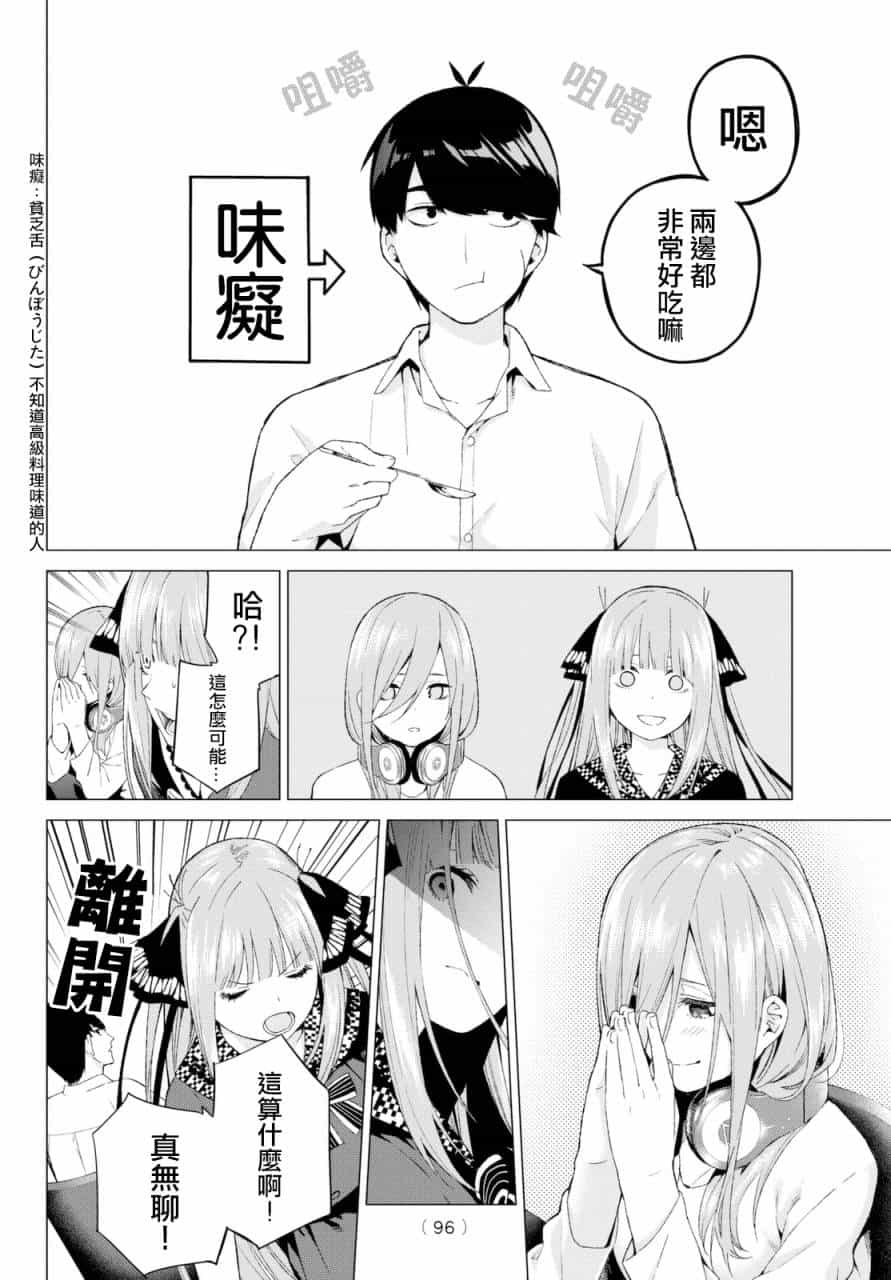 嗯
兩邊都
非常好吃嘛
咀嚼
咀嚼
味癡
味癡：貧乏舌（びんぼうじた）不知道高級料理味道的人
哈?!
這怎麼可能…
這算什麼啊！
真無聊！
離開
（96）